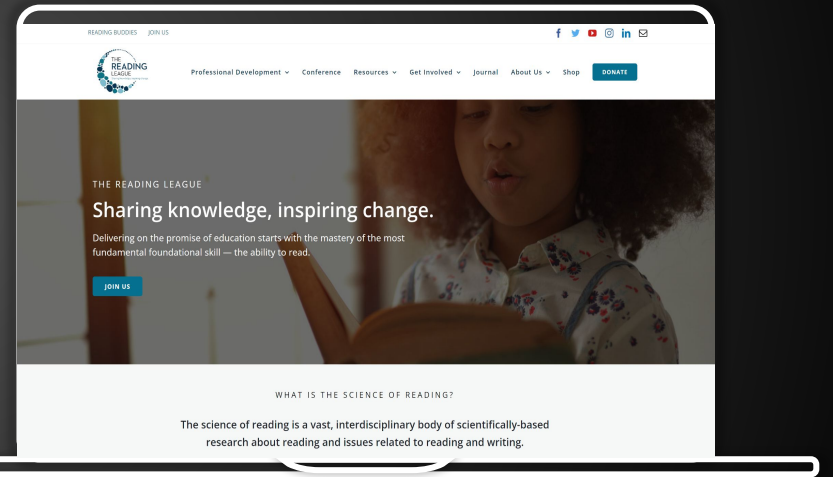 READING BUDDIES JOIN US
THE
READING
LEAGUE
Professional Development Conference Resources Get Involved Journal About Us Shop DONATE
THE READING LEAGUE
Sharing knowledge, inspiring change.
Delivering on the promise of education starts with the mastery of the most
fundamental foundational skill — the ability to read.
JOIN US
WHAT IS THE SCIENCE OF READING?
The science of reading is a vast, interdisciplinary body of scientifically-based
research about reading and issues related to reading and writing.